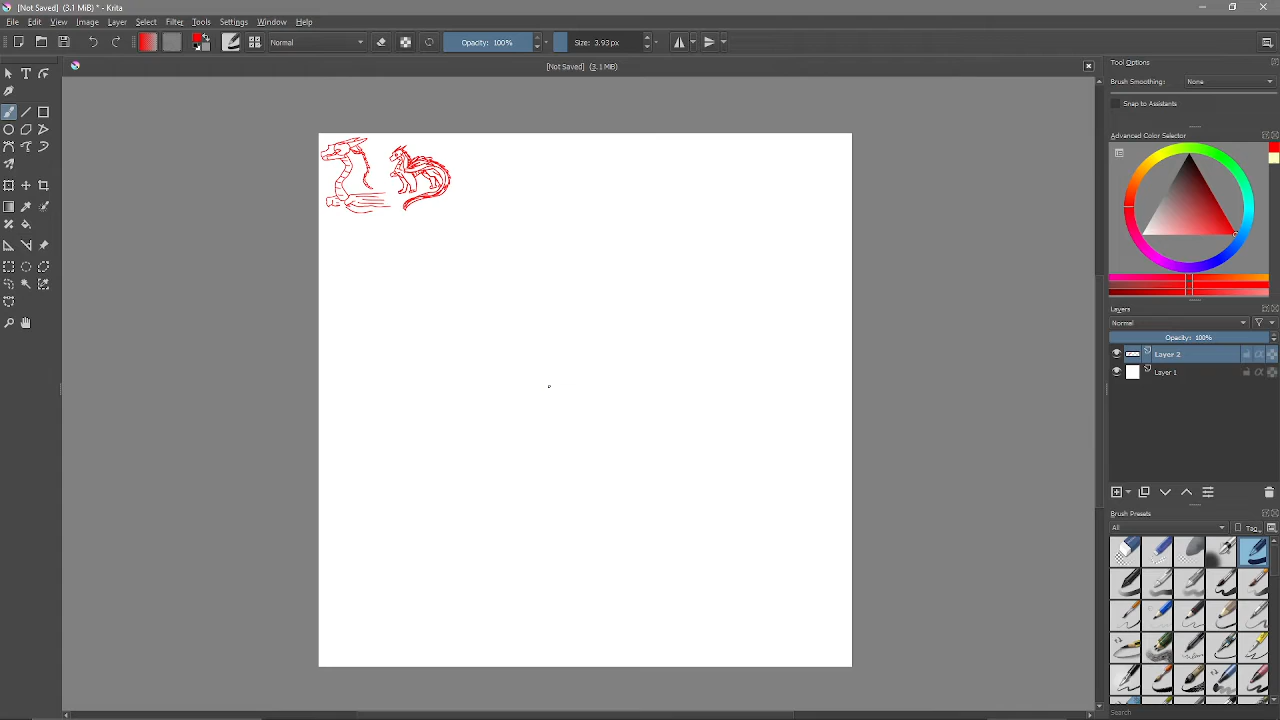 [Not Saved] (3.1 MiB) * - Krita
File Edit View Image Layer Select Filter Tools Settings Window Help
Normal Opacity: 100% Size: 3.93 px
[Not Saved] (3.1 MiB)
Tool Options
Brush Smoothing: None
Snap to Assistants
Advanced Color Selector
Layers
Normal
Opacity: 100%
Layer 2
Layer 1
Brush Presets
All Tag
Search